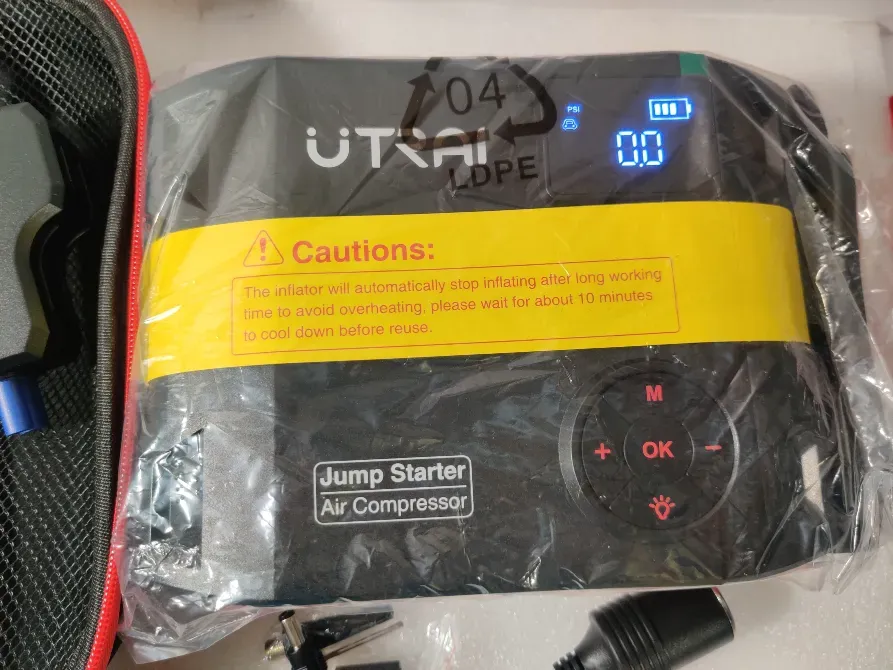 04
LDPE
UTRAI
PSI
0.0
Cautions:
The inflator will automatically stop inflating after long working
time to avoid overheating, please wait for about 10 minutes
to cool down before reuse.
M
+ OK −
Jump Starter
Air Compressor